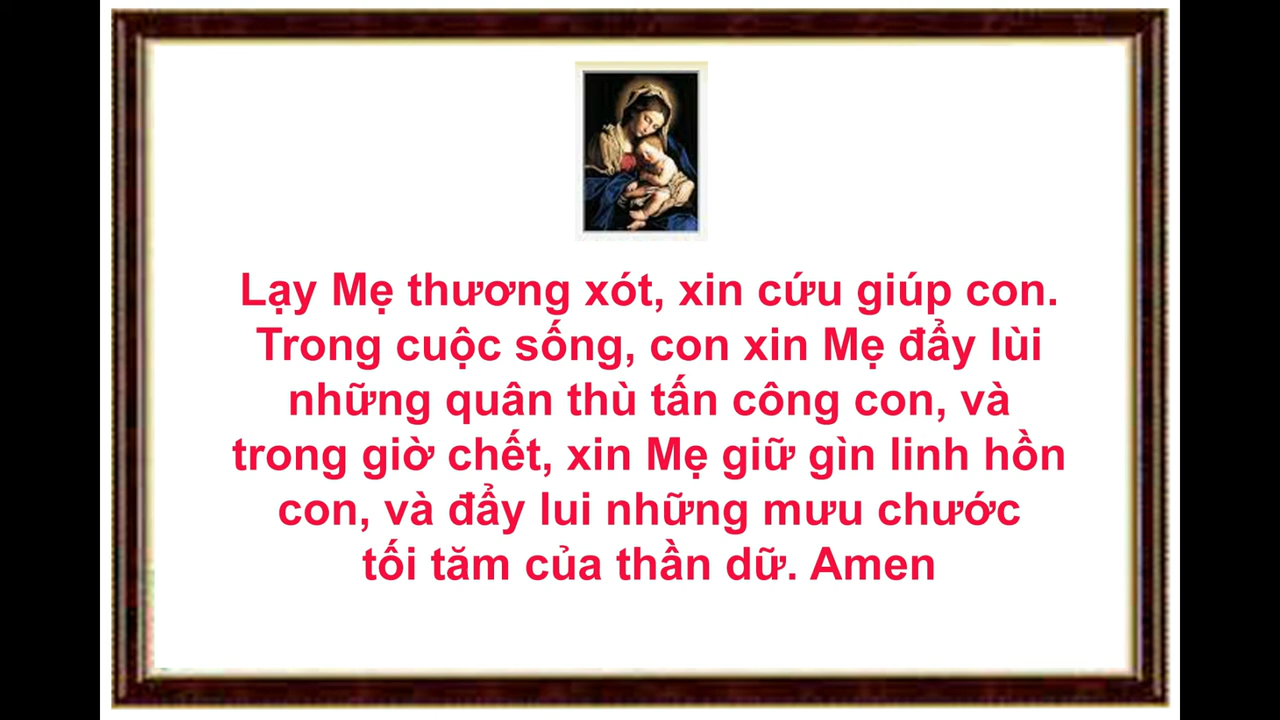 Lạy Mẹ thương xót, xin cứu giúp con.
Trong cuộc sống, con xin Mẹ đẩy lùi
những quân thù tấn công con, và
trong giờ chết, xin Mẹ giữ gìn linh hồn
con, và đẩy lui những mưu chước
tối tăm của thần dữ. Amen